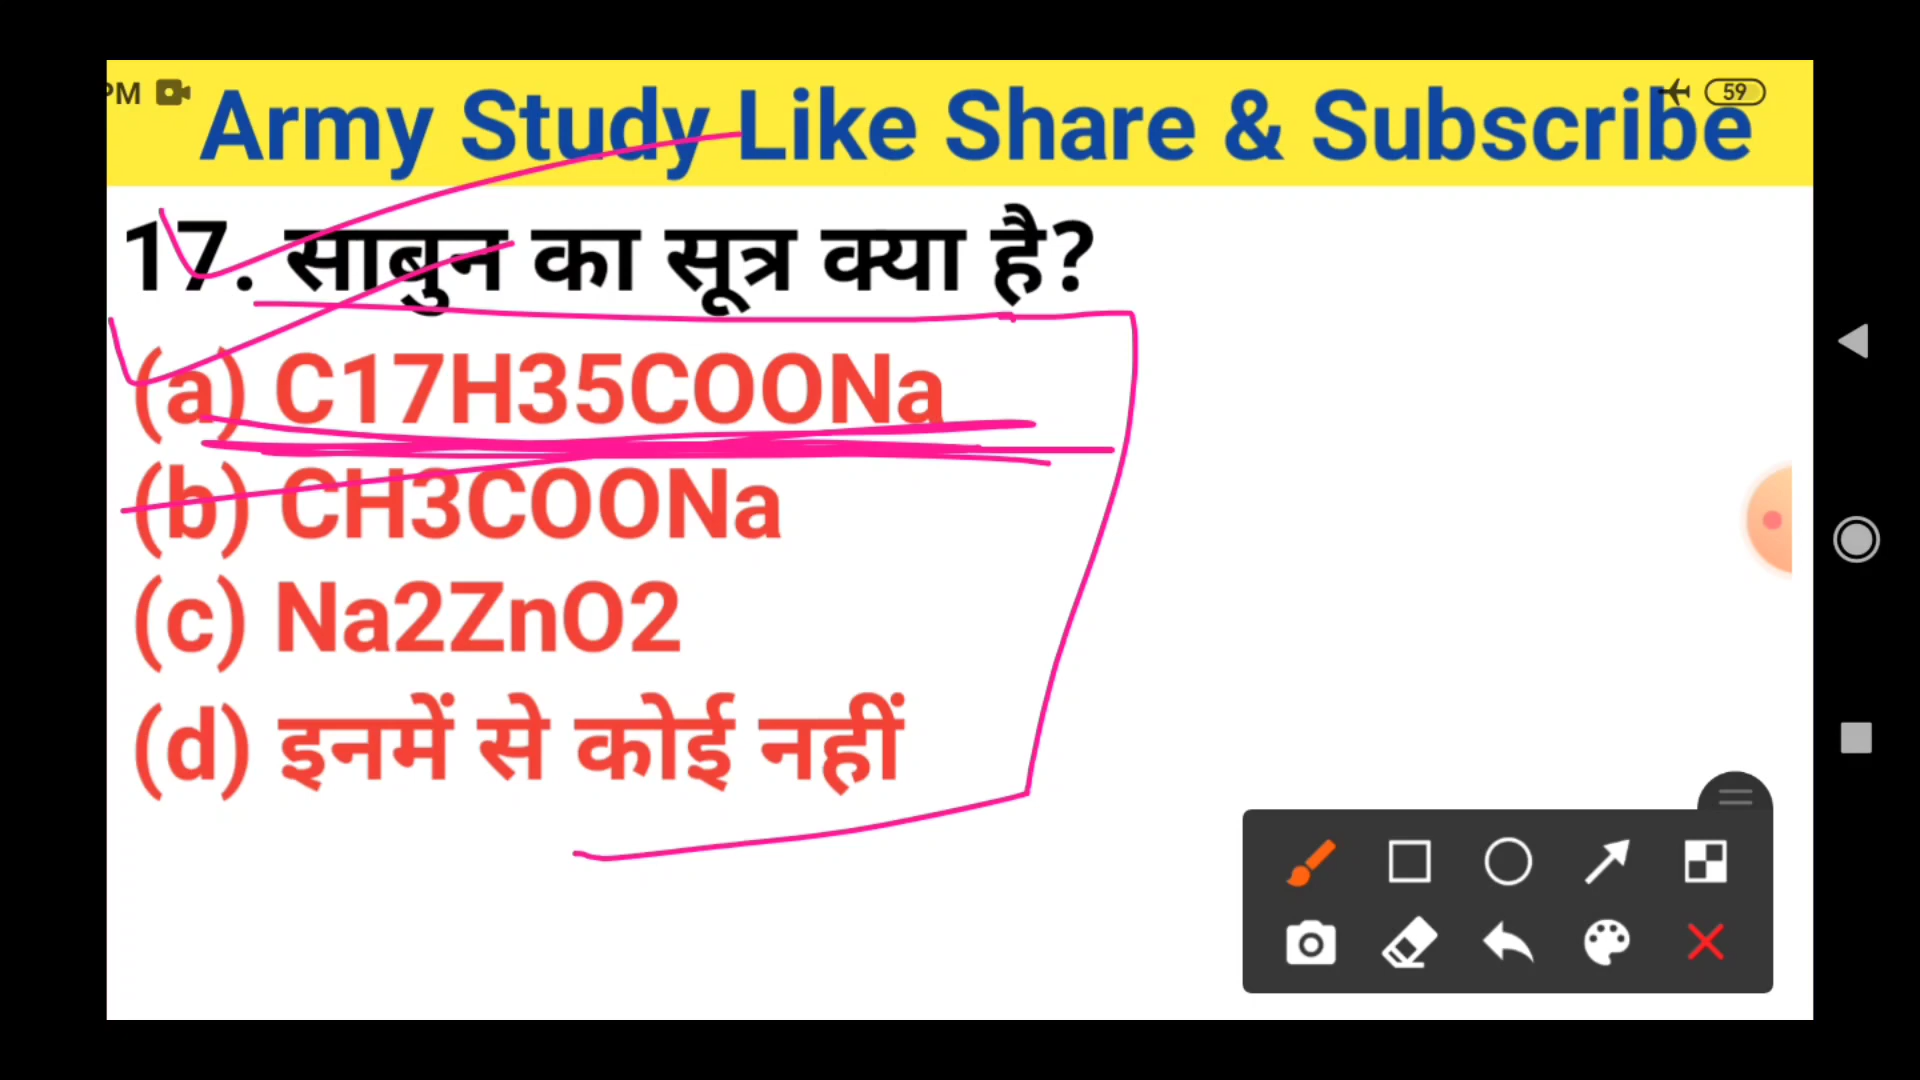 PM 59
Army Study Like Share & Subscribe
17. साबुन का सूत्र क्या है?
(a) C17H35COONa
(b) CH3COONa
(c) Na2ZnO2
(d) इनमें से कोई नहीं